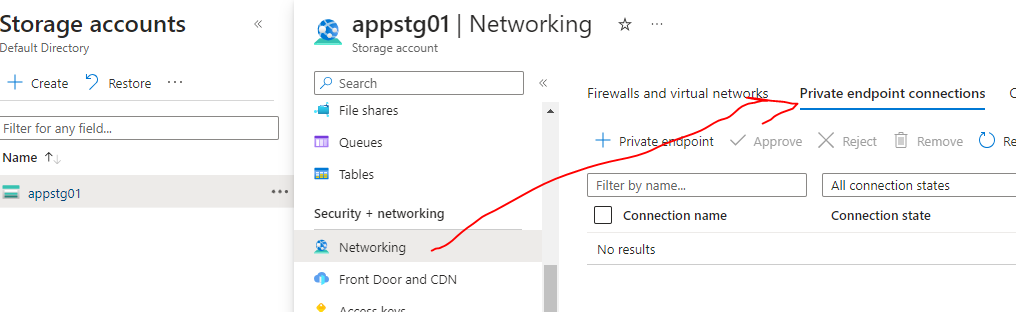 Storage accounts
Default Directory
Create Restore
Filter for any field...
Name
appstg01
appstg01 | Networking
Storage account
Search
File shares
Queues
Tables
Security + networking
Networking
Front Door and CDN
Access keys
Firewalls and virtual networks Private endpoint connections
Private endpoint Approve Reject Remove
Filter by name... All connection states
Connection name Connection state
No results